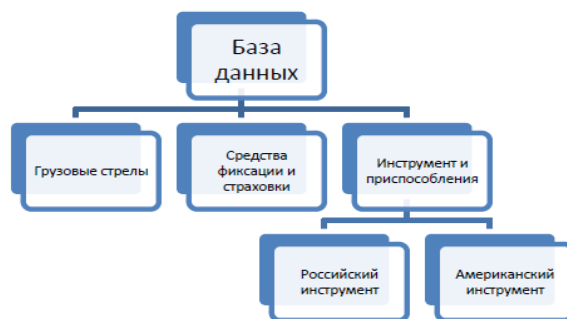 База
данных
Грузовые стрелы
Средства
фиксации и
страховки
Инструмент и
приспособления
Российский
инструмент
Американский
инструмент